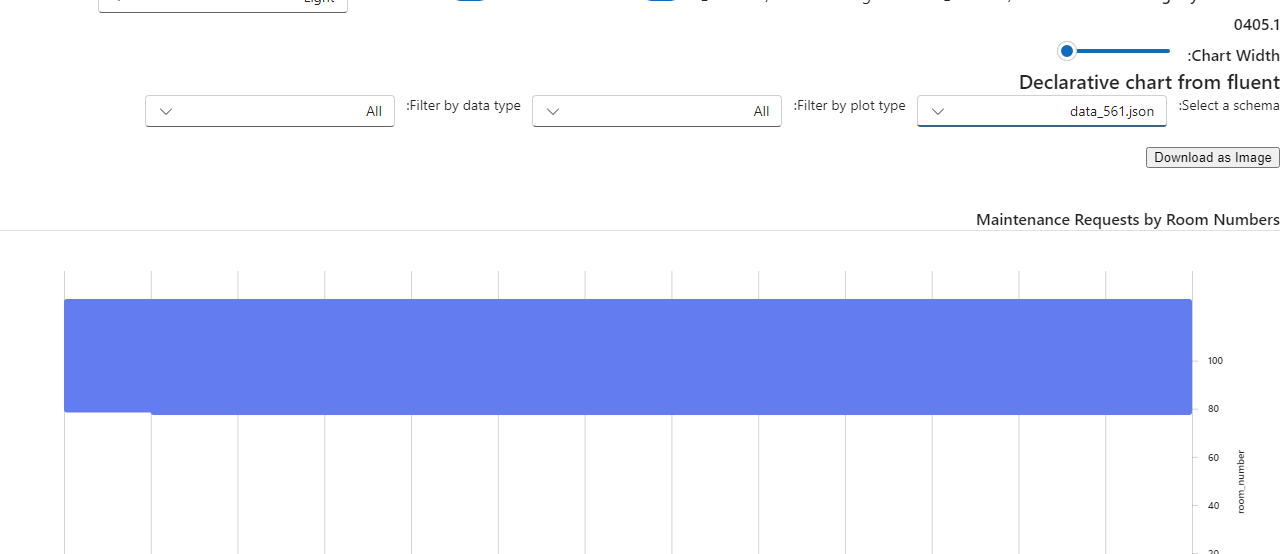 Light
0405.1
:Chart Width
Declarative chart from fluent
:Select a schema
data_561.json
:Filter by plot type
All
:Filter by data type
All
Download as Image
Maintenance Requests by Room Numbers
100
80
60
40
room_number